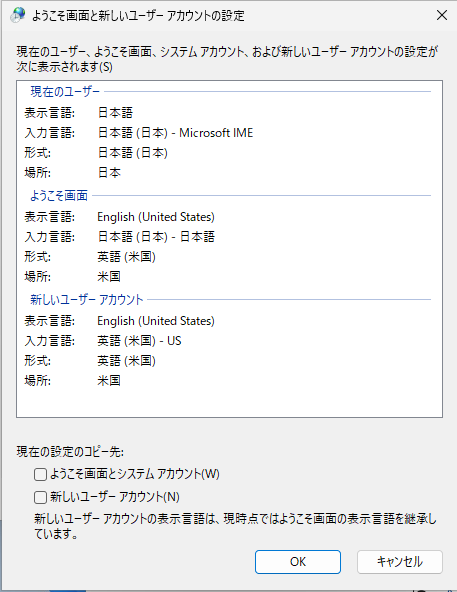 ようこそ画面と新しいユーザー アカウントの設定
現在のユーザー、ようこそ画面、システム アカウント、および新しいユーザー アカウントの設定が
次に表示されます(S)
現在のユーザー
表示言語: 日本語
入力言語: 日本語 (日本) - Microsoft IME
形式: 日本語 (日本)
場所: 日本
ようこそ画面
表示言語: English (United States)
入力言語: 日本語 (日本) - 日本語
形式: 英語 (米国)
場所: 米国
新しいユーザー アカウント
表示言語: English (United States)
入力言語: 英語 (米国) - US
形式: 英語 (米国)
場所: 米国
現在の設定のコピー先:
ようこそ画面とシステム アカウント(W)
新しいユーザー アカウント(N)
新しいユーザー アカウントの表示言語は、現時点ではようこそ画面の表示言語を継承し
ています。
OK キャンセル